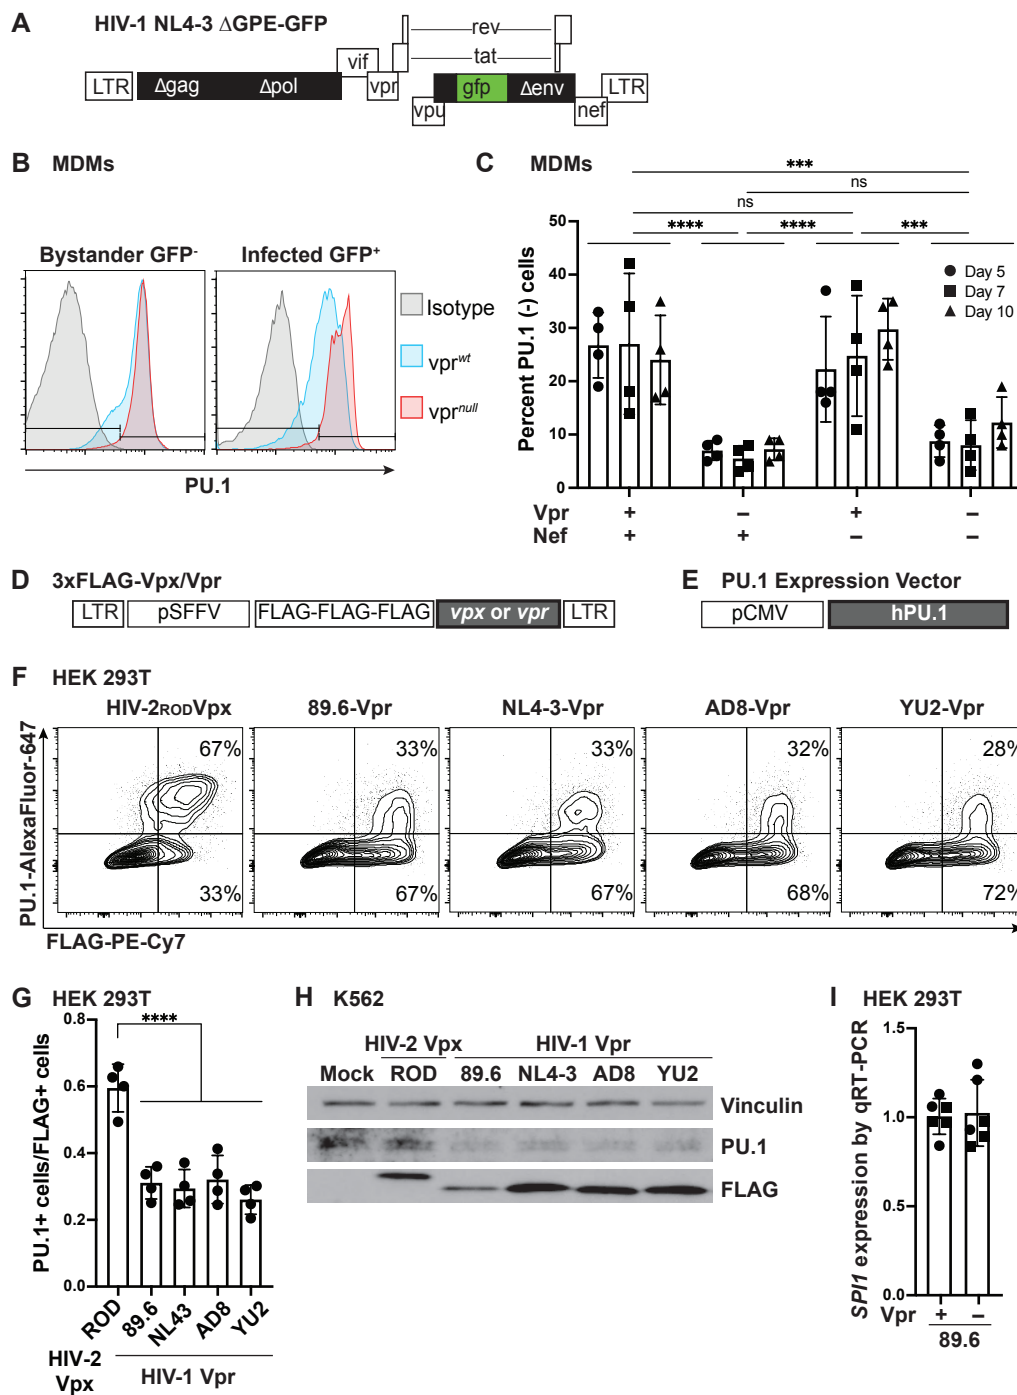 A HIV-1 NL4-3 ΔGPE-GFP
rev
tat
vif
LTR Δgag Δpol vpr gfp Δenv LTR
vpu nef
B MDMs
Bystander GFP-
Infected GFP+
Isotype
vpr^wt
vpr^null
PU.1
C MDMs
***
ns
ns
**** **** ***
Percent PU.1 (-) cells
50
40
30
20
10
0
Day 5
Day 7
Day 10
Vpr + − + −
Nef + + − −
D 3xFLAG-Vpx/Vpr
LTR pSFFV FLAG-FLAG-FLAG vpx or vpr LTR
E PU.1 Expression Vector
pCMV hPU.1
F HEK 293T
HIV-2RODVpx 89.6-Vpr NL4-3-Vpr AD8-Vpr YU2-Vpr
67% 33% 33% 32% 28%
33% 67% 67% 68% 72%
PU.1-AlexaFluor-647
FLAG-PE-Cy7
G HEK 293T
****
PU.1+ cells/FLAG+ cells
0.8
0.6
0.4
0.2
0.0
ROD 89.6 NL43 AD8 YU2
HIV-2
Vpx
HIV-1 Vpr
H K562
HIV-2 Vpx HIV-1 Vpr
Mock ROD 89.6 NL4-3 AD8 YU2
Vinculin
PU.1
FLAG
I HEK 293T
SPI1 expression by qRT-PCR
1.5
1.0
0.5
0.0
Vpr + −
89.6